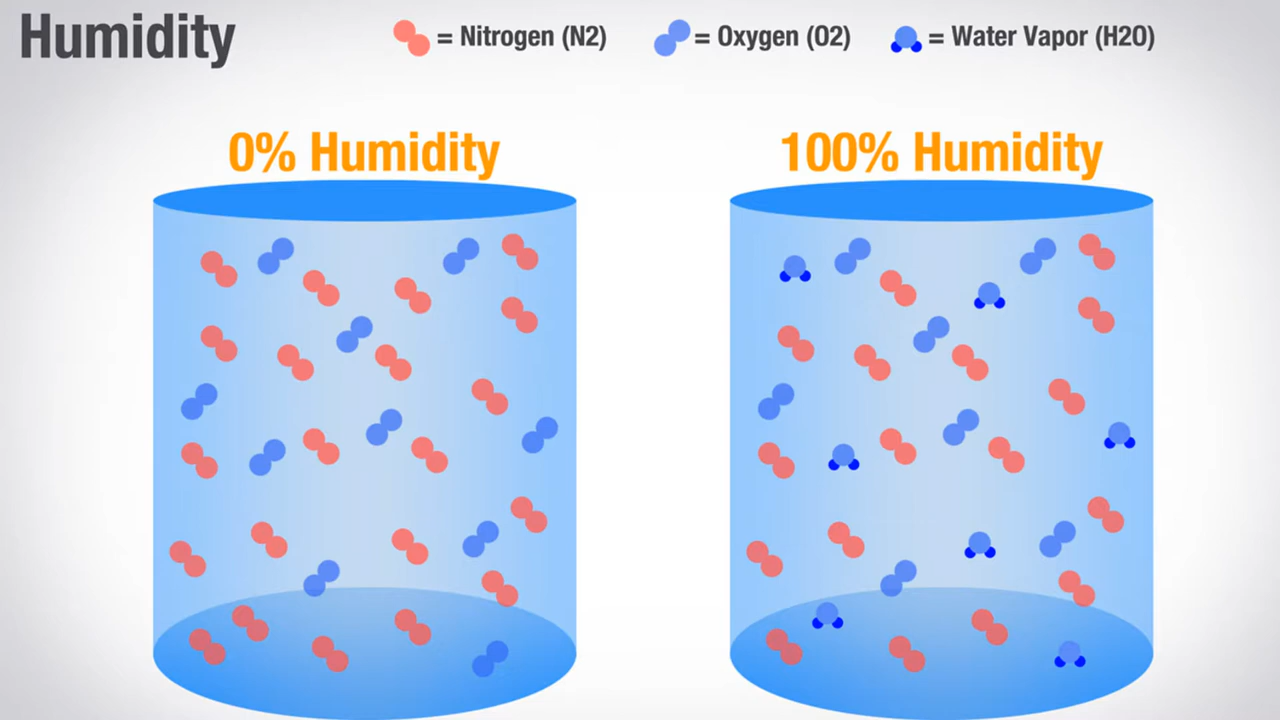 Humidity
= Nitrogen (N2)
= Oxygen (O2)
= Water Vapor (H2O)
0% Humidity
100% Humidity